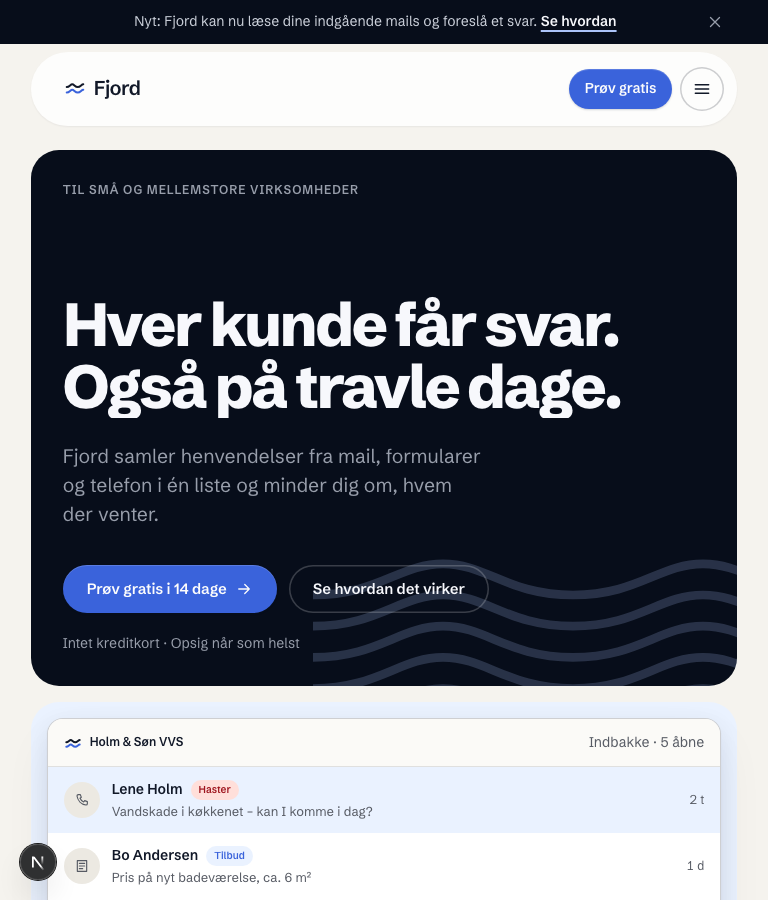 Nyt: Fjord kan nu læse dine indgående mails og foreslå et svar. Se hvordan
Fjord
Prøv gratis
TIL SMÅ OG MELLEMSTORE VIRKSOMHEDER
Hver kunde får svar.
Også på travle dage.
Fjord samler henvendelser fra mail, formularer
og telefon i én liste og minder dig om, hvem
der venter.
Prøv gratis i 14 dage
Se hvordan det virker
Intet kreditkort · Opsig når som helst
Holm & Søn VVS
Indbakke · 5 åbne
Lene Holm
Haster
Vandskade i køkkenet – kan I komme i dag?
2 t
Bo Andersen
Tilbud
Pris på nyt badeværelse, ca. 6 m²
1 d
N